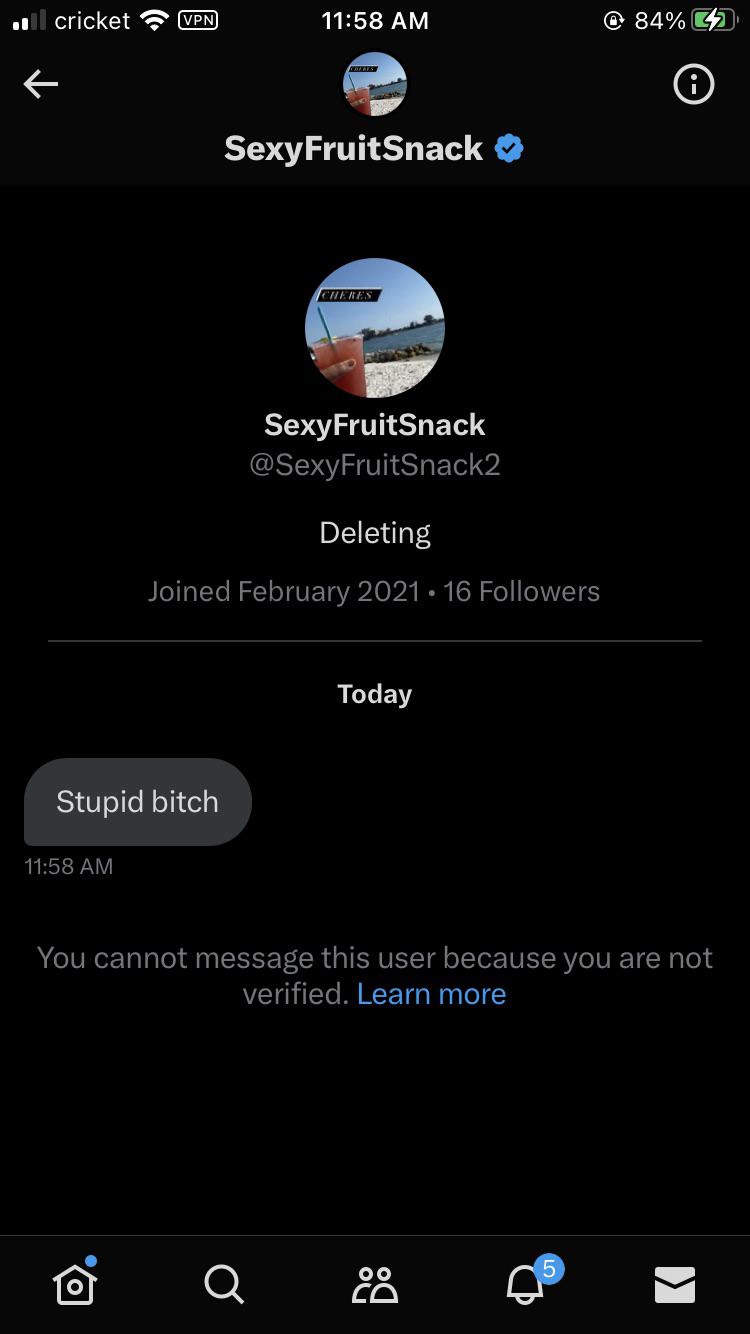 cricket VPN 11:58 AM 84%
CHERES
SexyFruitSnack
CHERES
SexyFruitSnack
@SexyFruitSnack2
Deleting
Joined February 2021 • 16 Followers
Today
Stupid bitch
11:58 AM
You cannot message this user because you are not
verified. Learn more
5